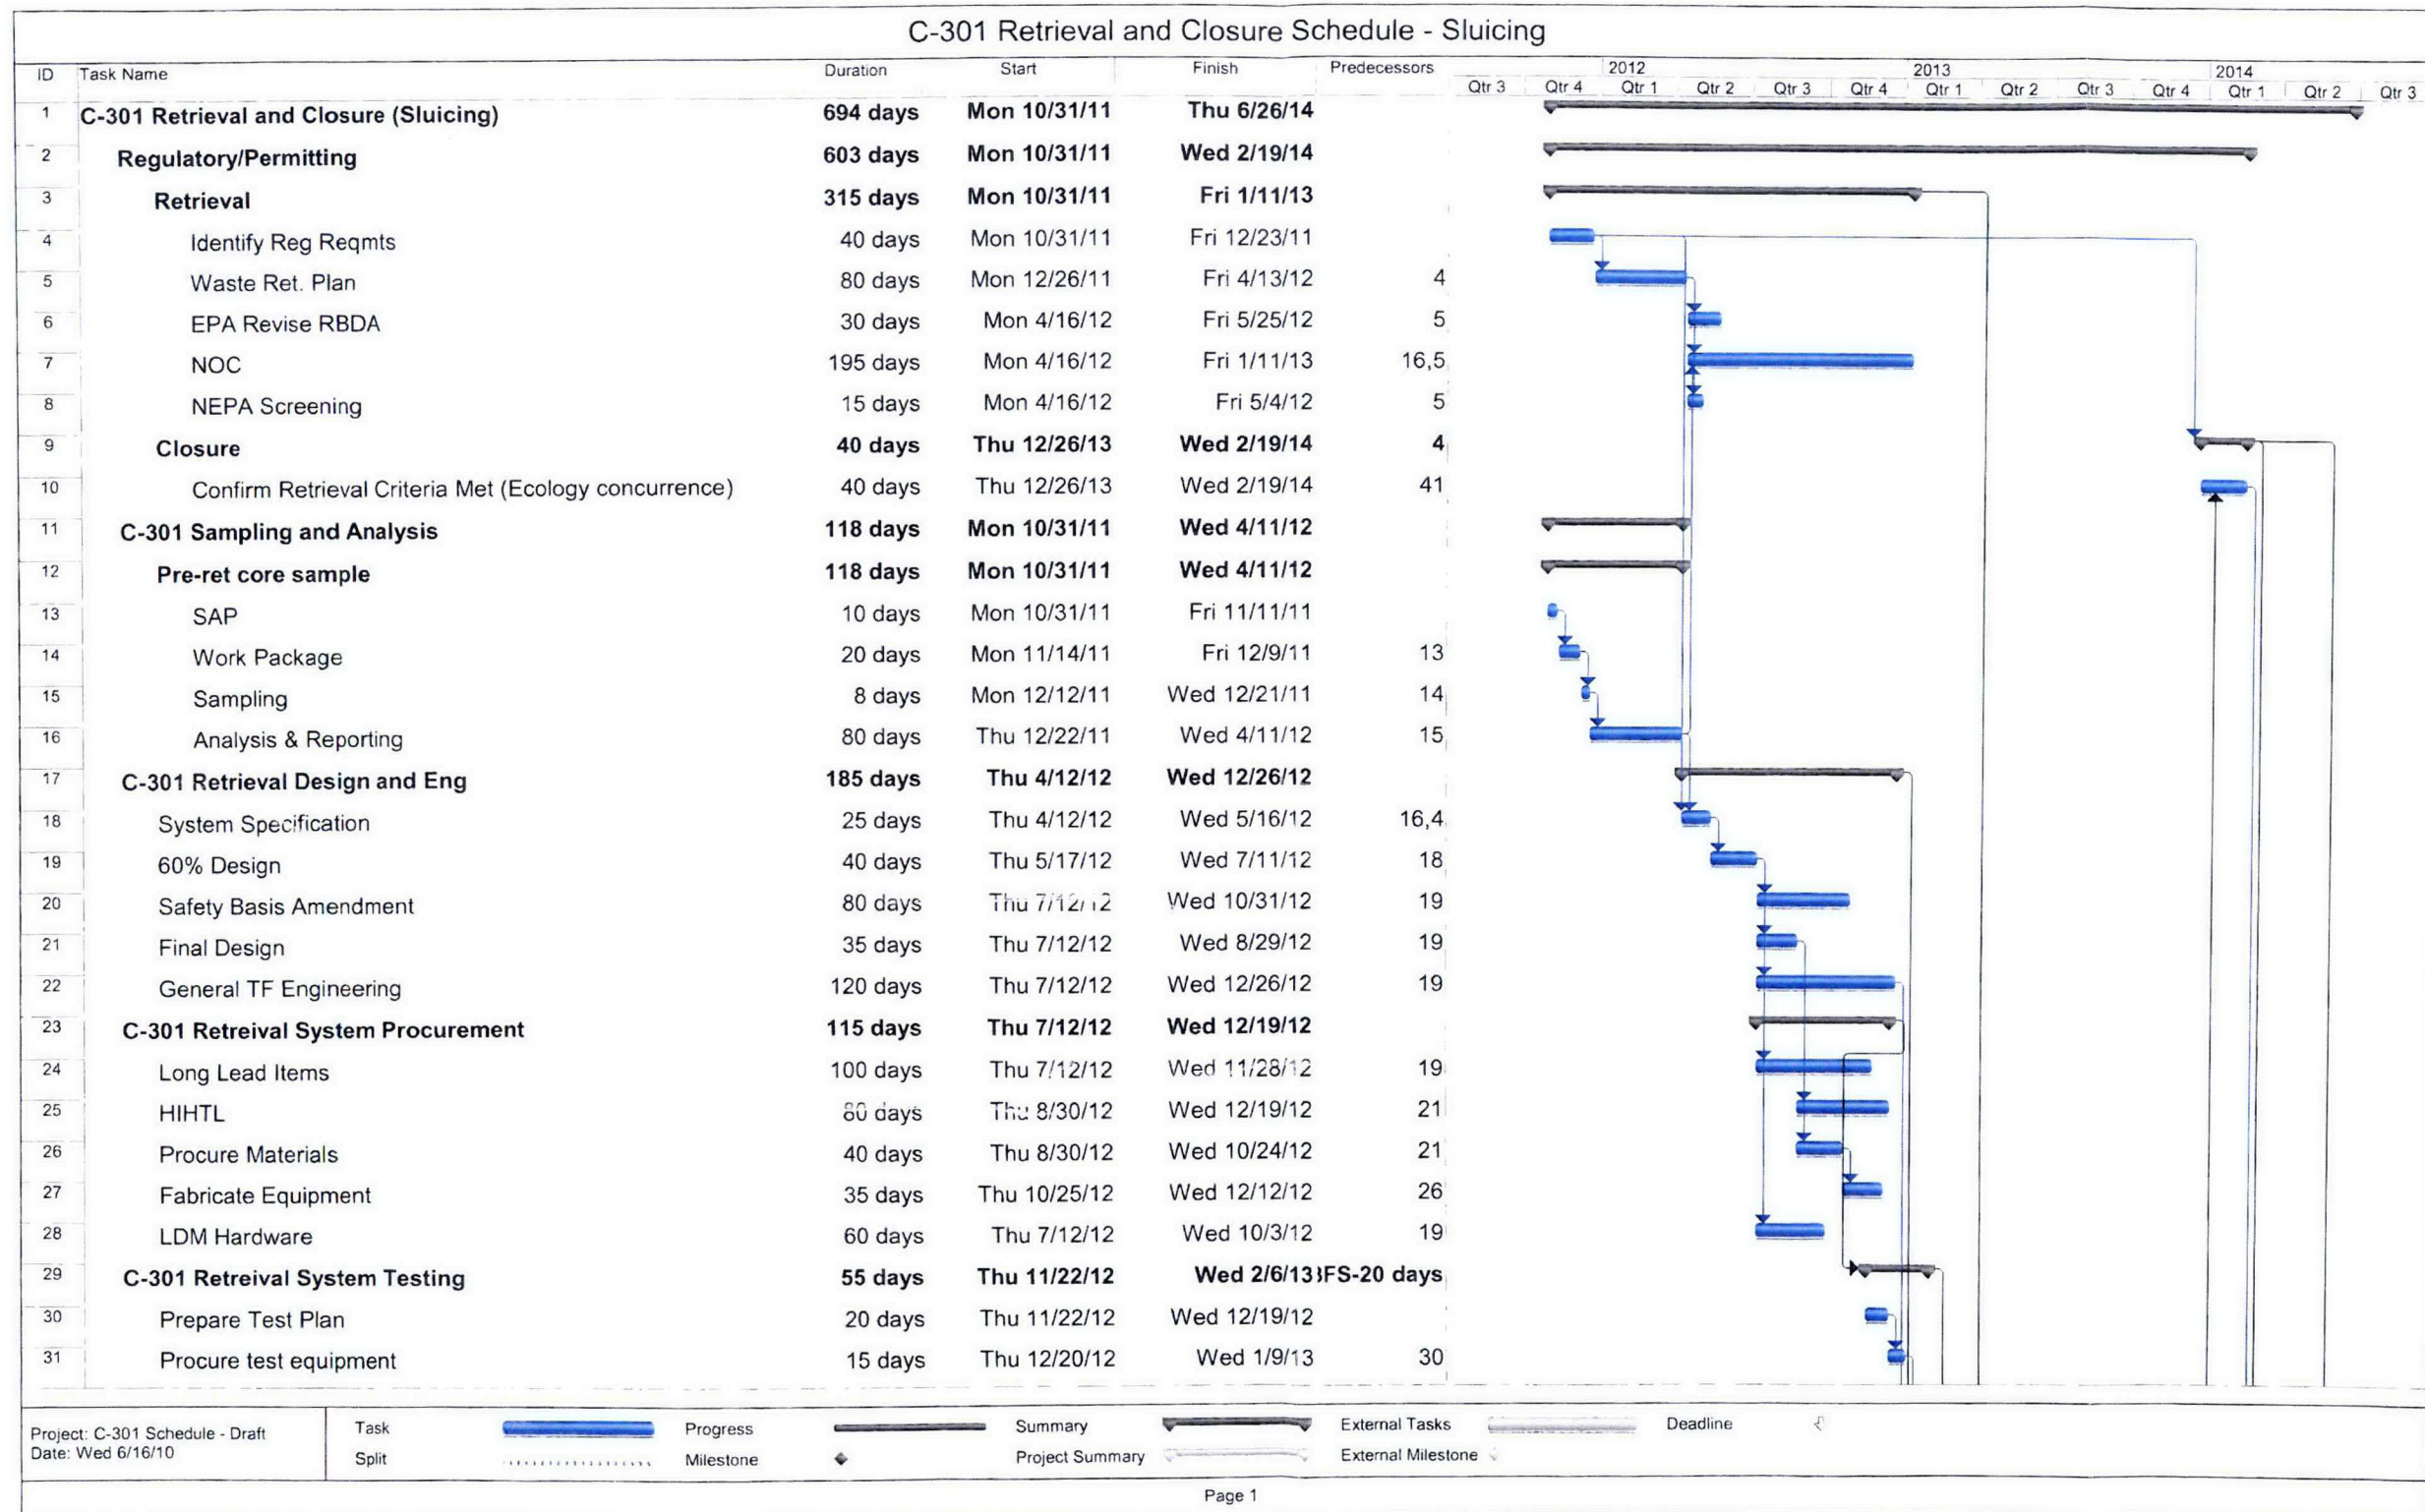 C-301 Retrieval and Closure Schedule - Sluicing
ID Task Name Duration Start Finish Predecessors 2012 2013 2014
Qtr 3 Qtr 4 Qtr 1 Qtr 2 Qtr 3 Qtr 4 Qtr 1 Qtr 2 Qtr 3 Qtr 4 Qtr 1 Qtr 2 Qtr 3
1 C-301 Retrieval and Closure (Sluicing) 694 days Mon 10/31/11 Thu 6/26/14
2 Regulatory/Permitting 603 days Mon 10/31/11 Wed 2/19/14
3 Retrieval 315 days Mon 10/31/11 Fri 1/11/13
4 Identify Reg Reqmts 40 days Mon 10/31/11 Fri 12/23/11
5 Waste Ret. Plan 80 days Mon 12/26/11 Fri 4/13/12 4
6 EPA Revise RBDA 30 days Mon 4/16/12 Fri 5/25/12 5
7 NOC 195 days Mon 4/16/12 Fri 1/11/13 16,5
8 NEPA Screening 15 days Mon 4/16/12 Fri 5/4/12 5
9 Closure 40 days Thu 12/26/13 Wed 2/19/14 4
10 Confirm Retrieval Criteria Met (Ecology concurrence) 40 days Thu 12/26/13 Wed 2/19/14 41
11 C-301 Sampling and Analysis 118 days Mon 10/31/11 Wed 4/11/12
12 Pre-ret core sample 118 days Mon 10/31/11 Wed 4/11/12
13 SAP 10 days Mon 10/31/11 Fri 11/11/11
14 Work Package 20 days Mon 11/14/11 Fri 12/9/11 13
15 Sampling 8 days Mon 12/12/11 Wed 12/21/11 14
16 Analysis & Reporting 80 days Thu 12/22/11 Wed 4/11/12 15
17 C-301 Retrieval Design and Eng 185 days Thu 4/12/12 Wed 12/26/12
18 System Specification 25 days Thu 4/12/12 Wed 5/16/12 16,4
19 60% Design 40 days Thu 5/17/12 Wed 7/11/12 18
20 Safety Basis Amendment 80 days Thu 7/12/12 Wed 10/31/12 19
21 Final Design 35 days Thu 7/12/12 Wed 8/29/12 19
22 General TF Engineering 120 days Thu 7/12/12 Wed 12/26/12 19
23 C-301 Retreival System Procurement 115 days Thu 7/12/12 Wed 12/19/12
24 Long Lead Items 100 days Thu 7/12/12 Wed 11/28/12 19
25 HIHTL 80 days Thu 8/30/12 Wed 12/19/12 21
26 Procure Materials 40 days Thu 8/30/12 Wed 10/24/12 21
27 Fabricate Equipment 35 days Thu 10/25/12 Wed 12/12/12 26
28 LDM Hardware 60 days Thu 7/12/12 Wed 10/3/12 19
29 C-301 Retreival System Testing 55 days Thu 11/22/12 Wed 2/6/13 FS-20 days
30 Prepare Test Plan 20 days Thu 11/22/12 Wed 12/19/12
31 Procure test equipment 15 days Thu 12/20/12 Wed 1/9/13 30
Project: C-301 Schedule - Draft
Date: Wed 6/16/10
Task Progress Summary External Tasks Deadline
Split Milestone Project Summary External Milestone
Page 1